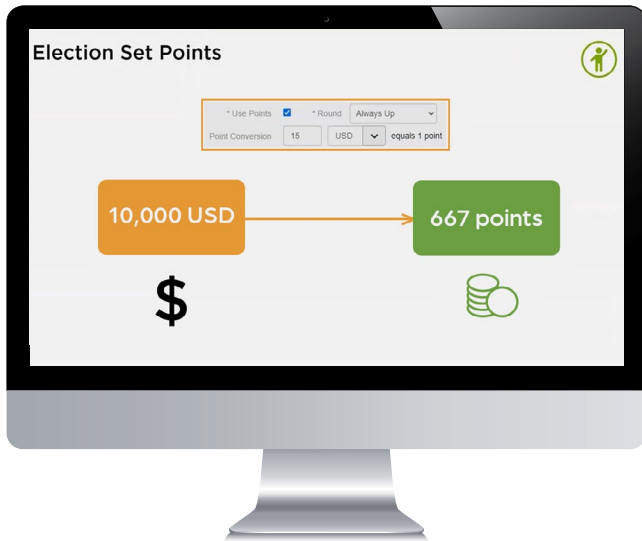 Election Set Points
* Use Points * Round Always Up
Point Conversion 15 USD equals 1 point
10,000 USD 667 points
$